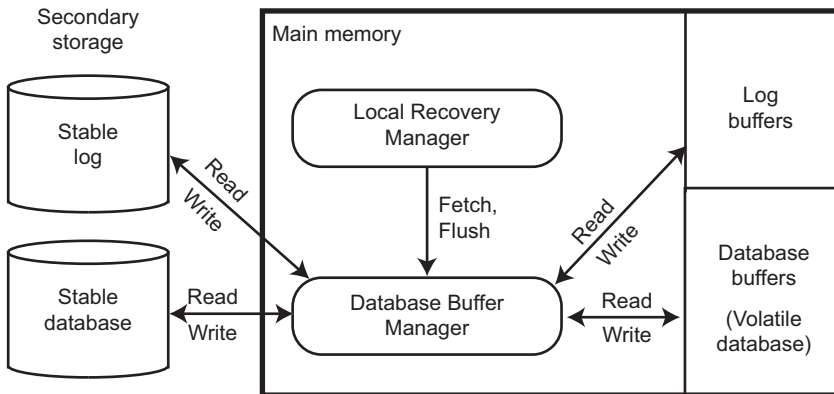 Secondary
storage
Stable
log
Stable
database
Main memory
Local Recovery
Manager
Fetch,
Flush
Database Buffer
Manager
Read
Write
Read
Write
Read
Write
Read
Write
Log
buffers
Database
buffers
(Volatile
database)